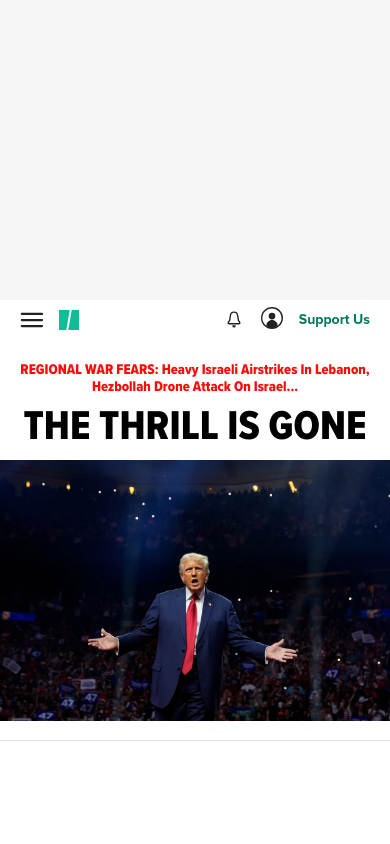 Support Us
REGIONAL WAR FEARS: Heavy Israeli Airstrikes In Lebanon,
Hezbollah Drone Attack On Israel...
THE THRILL IS GONE
47
47
47
47